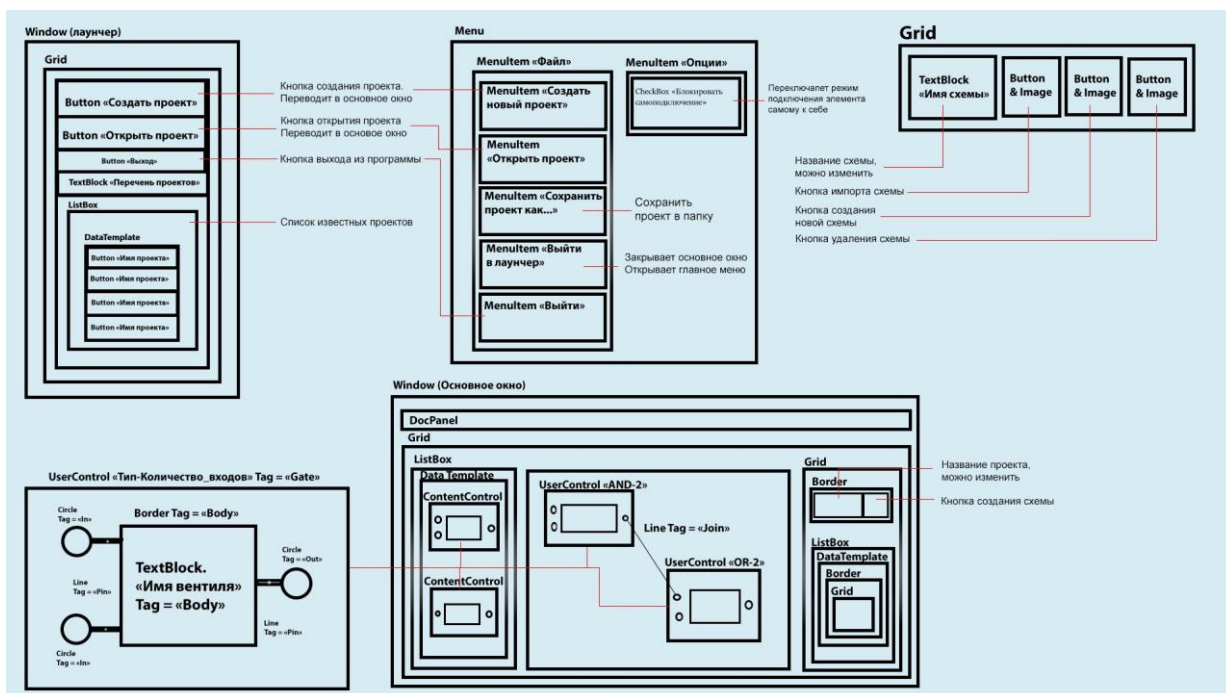 Window (лаунчер)
Grid
Button «Создать проект»
Button «Открыть проект»
Button «Выход»
TextBlock «Перечень проектов»
ListBox
DataTemplate
Button «Имя проекта»
Button «Имя проекта»
Button «Имя проекта»
Button «Имя проекта»
Кнопка создания проекта.
Переводит в основное окно
Кнопка открытия проекта
Переводит в основое окно
Кнопка выхода из программы
Список известных проектов
Menu
MenuItem «Файл»
MenuItem «Создать
новый проект»
MenuItem
«Открыть проект»
MenuItem «Сохранить
проект как...»
MenuItem «Выйти
в лаунчер»
MenuItem «Выйти»
MenuItem «Опции»
CheckBox «Блокировать
самоподключение»
Переключапет режим
подключения элемента
самому к себе
Сохранить
проект в папку
Закрывает основное окно
Открывает главное меню
Grid
TextBlock
«Имя схемы»
Button
& Image
Button
& Image
Button
& Image
Название схемы,
можно изменить
Кнопка импорта схемы
Кнопка создания
новой схемы
Кнопка удаления схемы
UserControl «Тип-Количество_входов» Tag = «Gate»
Circle
Tag = «In»
Border Tag = «Body»
TextBlock.
«Имя вентиля»
Tag = «Body»
Circle
Tag = «Out»
Line
Tag = «Pin»
Line
Tag = «Pin»
Circle
Tag = «In»
Window (Основное окно)
DocPanel
Grid
ListBox
Data Template
ContentControl
ContentControl
UserControl «AND-2»
Line Tag = «Join»
UserControl «OR-2»
Grid
Border
ListBox
DataTemplate
Border
Grid
Название проекта,
можно изменить
Кнопка создания схемы